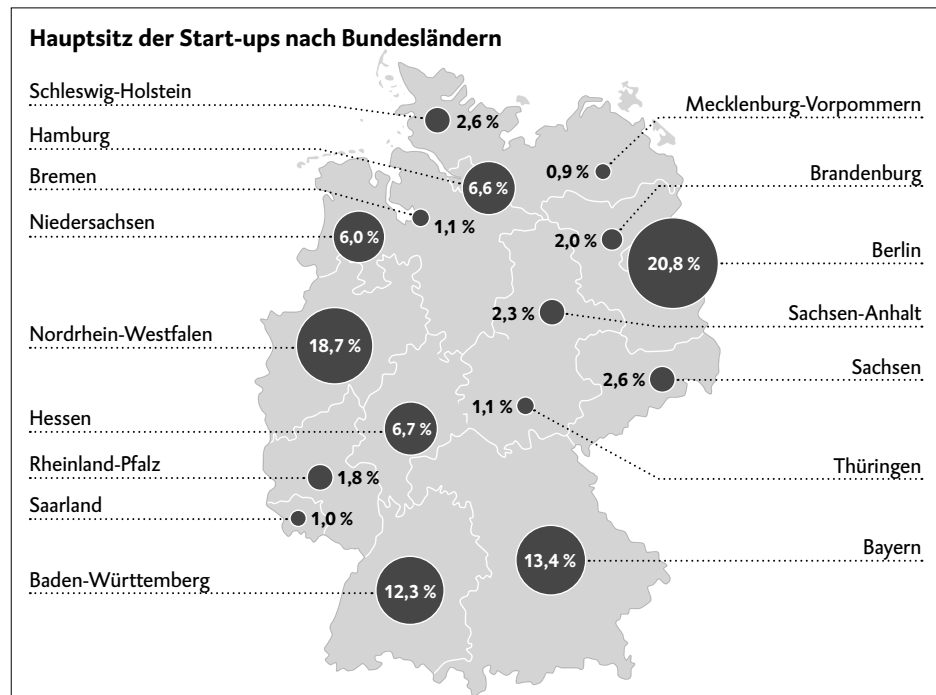 Hauptsitz der Start-ups nach Bundesländern
Schleswig-Holstein
2,6 %
Mecklenburg-Vorpommern
Hamburg
6,6 %
0,9 %
Bremen
1,1 %
Brandenburg
2,0 %
Niedersachsen
6,0 %
Berlin
20,8 %
Nordrhein-Westfalen
18,7 %
2,3 %
Sachsen-Anhalt
2,6 %
Sachsen
Hessen
6,7 %
1,1 %
Thüringen
Rheinland-Pfalz
1,8 %
Saarland
1,0 %
Bayern
13,4 %
Baden-Württemberg
12,3 %